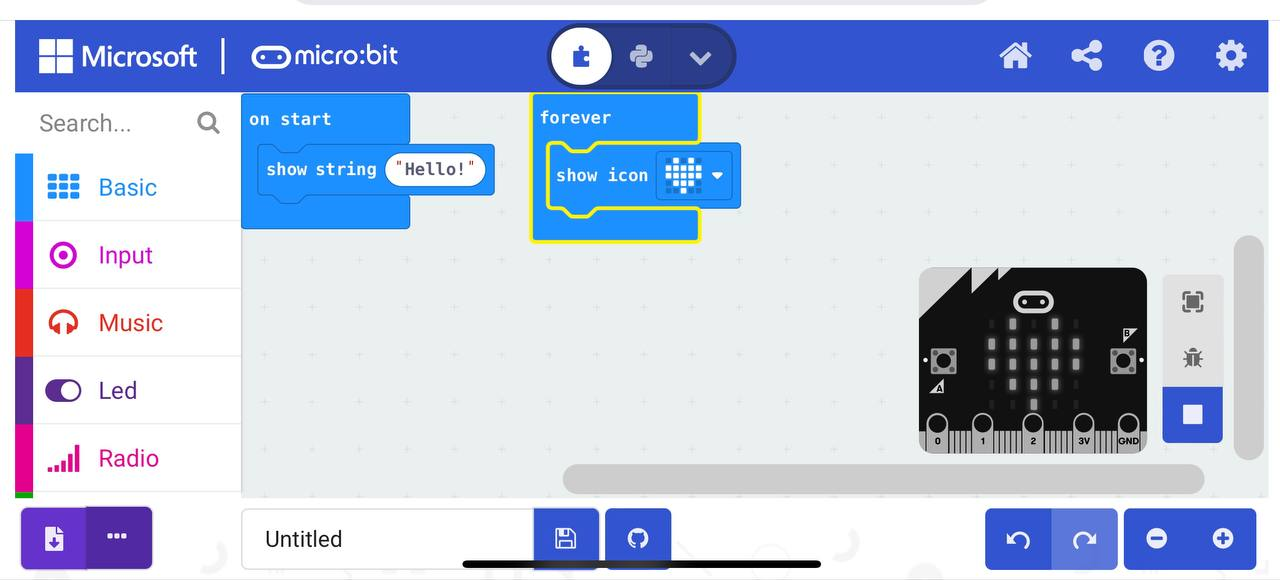 Microsoft | micro:bit
Search...
Basic
Input
Music
Led
Radio
on start
show string "Hello!"
forever
show icon
B
A
0 1 2 3V GND
Untitled